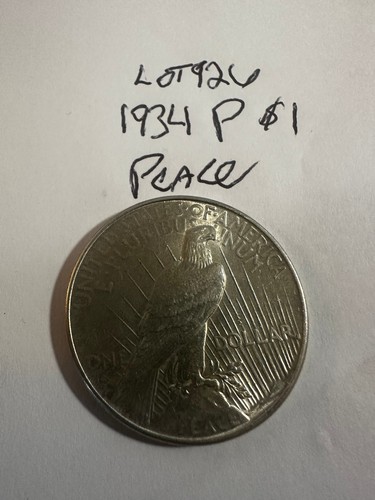 LOT926
1934 P $1
PEACE
UNITED STATES OF AMERICA
E PLURIBUS UNUM
ONE DOLLAR
PEACE